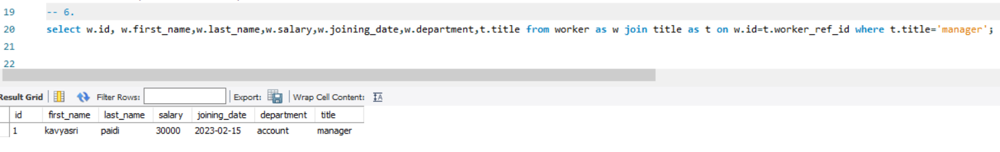 19 -- 6.
20 select w.id, w.first_name,w.last_name,w.salary,w.joining_date,w.department,t.title from worker as w join title as t on w.id=t.worker_ref_id where t.title='manager';
21
22
Result Grid Filter Rows: Export: Wrap Cell Content: IA
id first_name last_name salary joining_date department title
1 kavyasri paidi 30000 2023-02-15 account manager